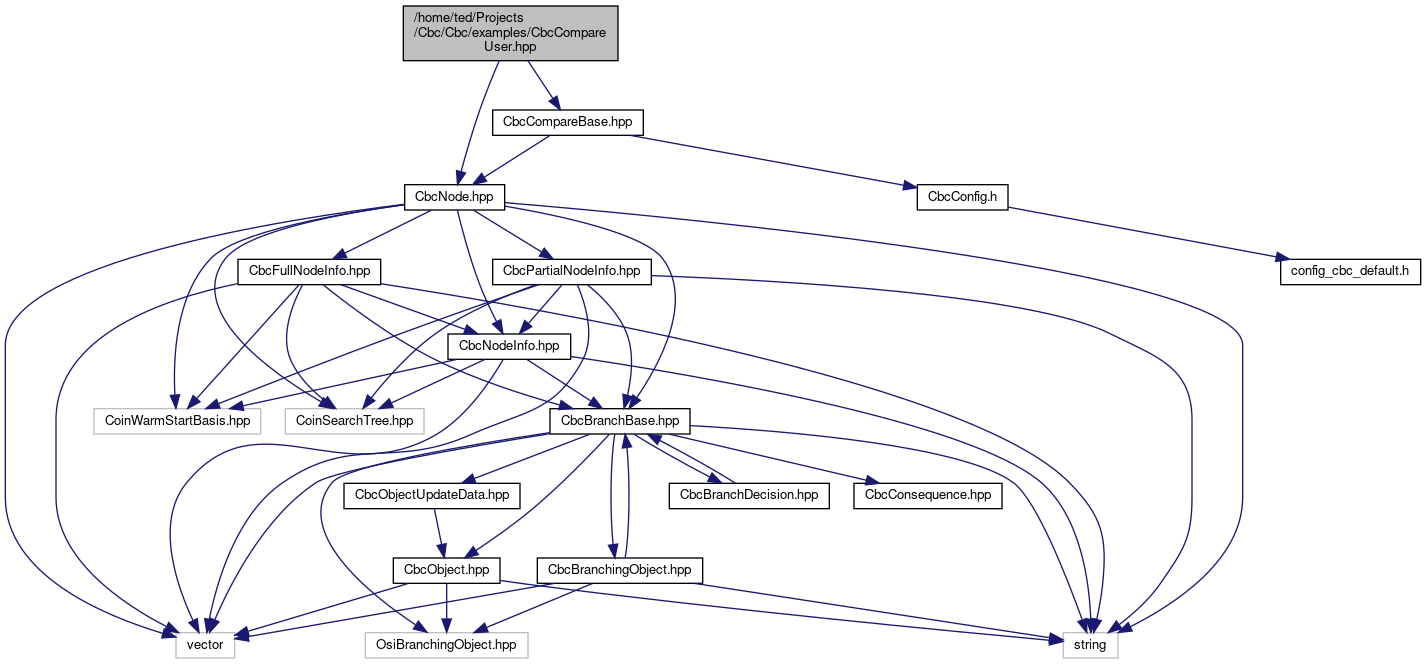 /home/ted/Projects
/Cbc/Cbc/examples/CbcCompare
User.hpp
CbcCompareBase.hpp
CbcNode.hpp
CbcConfig.h
CbcFullNodeInfo.hpp
CbcPartialNodeInfo.hpp
config_cbc_default.h
CbcNodeInfo.hpp
CoinWarmStartBasis.hpp
CoinSearchTree.hpp
CbcBranchBase.hpp
CbcObjectUpdateData.hpp
CbcBranchDecision.hpp
CbcConsequence.hpp
CbcObject.hpp
CbcBranchingObject.hpp
vector
OsiBranchingObject.hpp
string